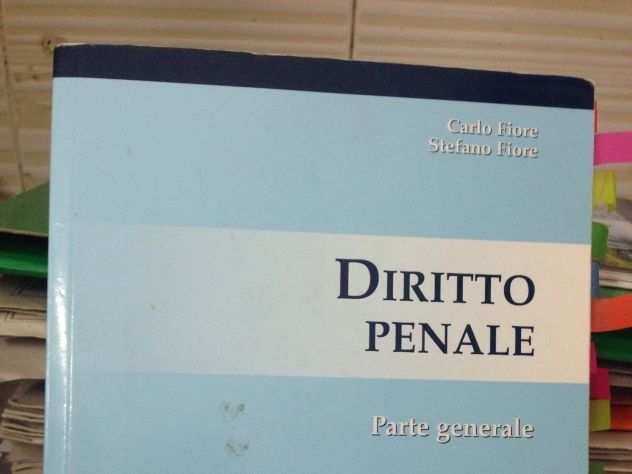 Carlo Fiore
Stefano Fiore
DIRITTO
PENALE
Parte generale